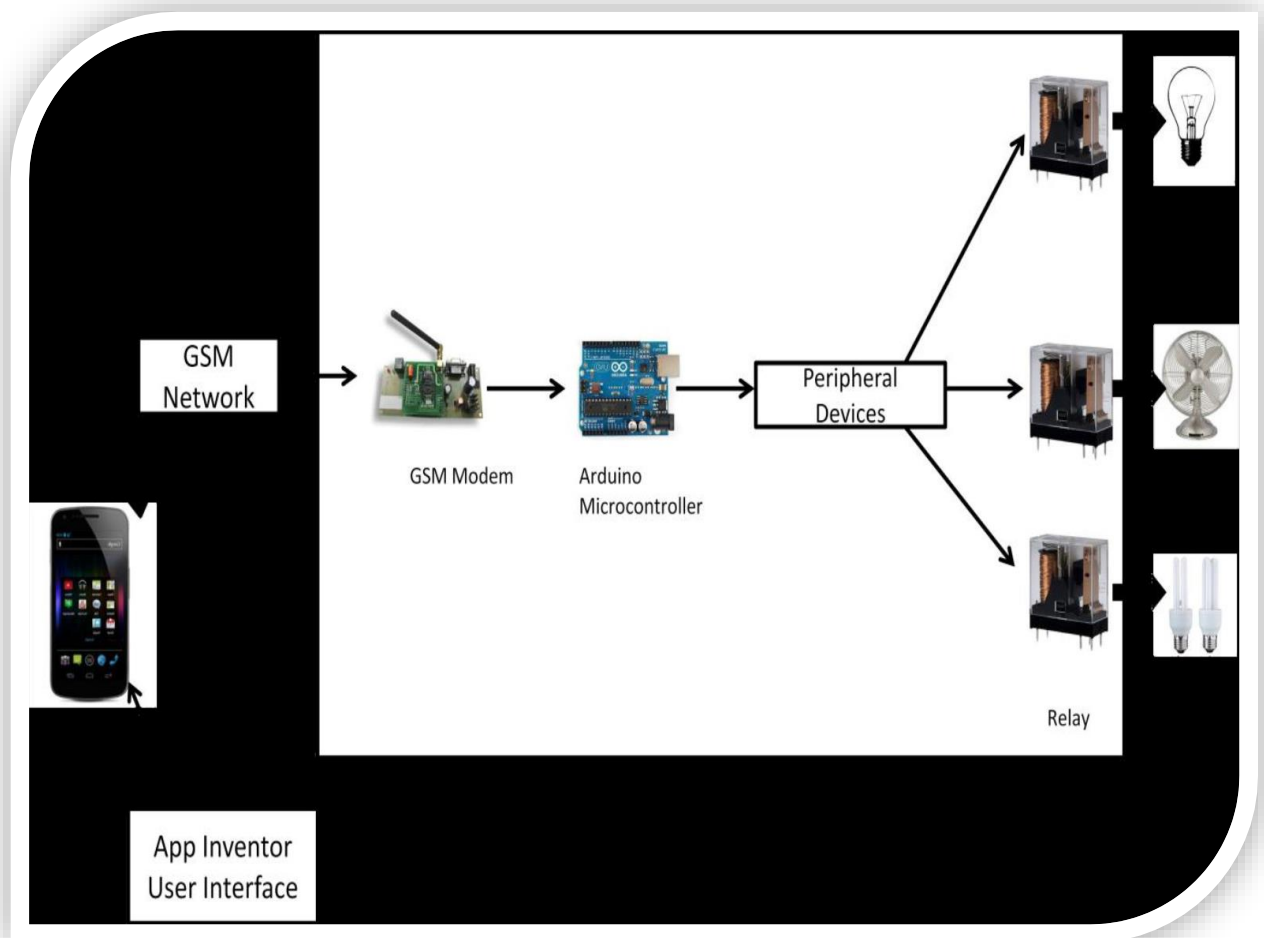 GSM
Network
GSM Modem
Arduino
Microcontroller
Peripheral
Devices
Relay
App Inventor
User Interface